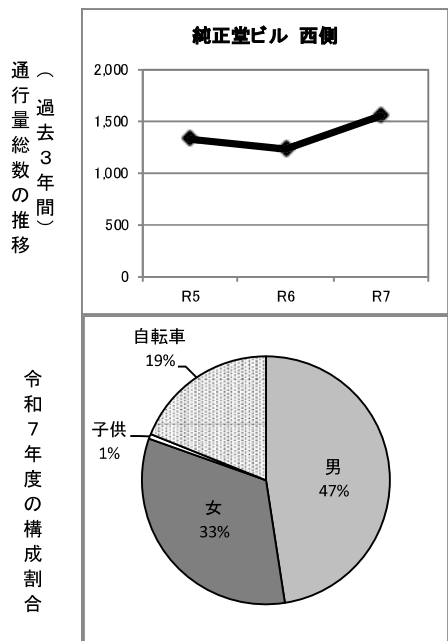 通行量総数の推移
（過去３年間）
純正堂ビル 西側
2,000
1,500
1,000
500
0
R5
R6
R7
令和７年度の構成割合
自転車
19%
子供
1%
男
47%
女
33%